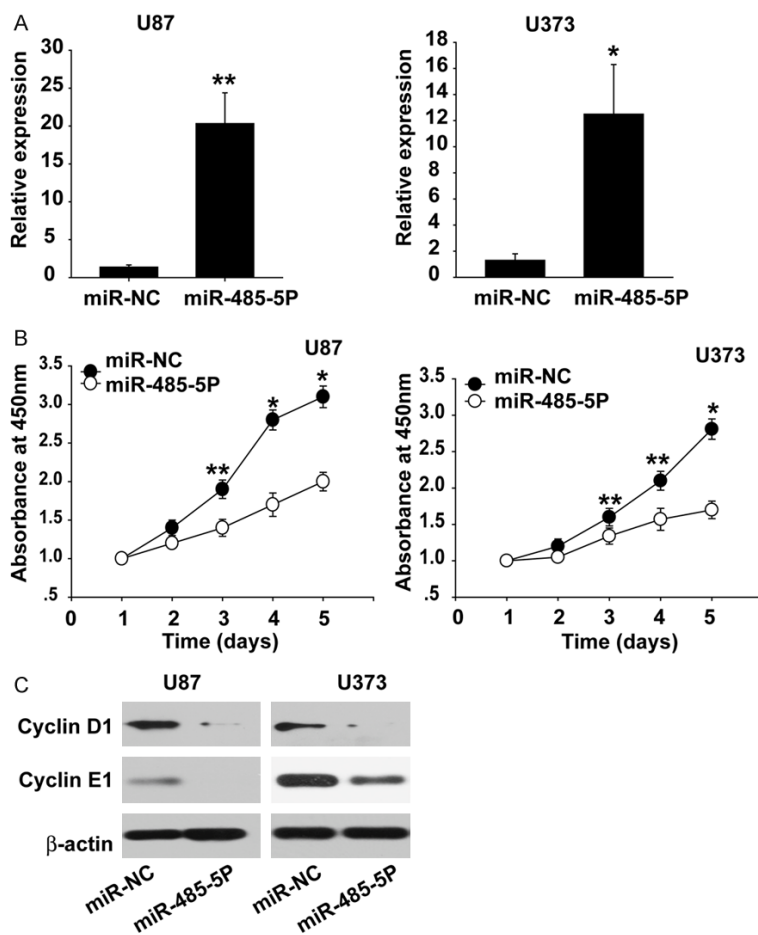 A
U87
Relative expression
30
25
20
15
10
5
0
**
miR-NC
miR-485-5P
U373
Relative expression
18
16
14
12
10
8
6
4
2
0
*
miR-NC
miR-485-5P
B
U87
miR-NC
miR-485-5P
Absorbance at 450nm
3.5
3.0
2.5
2.0
1.5
1.0
.5
** * *
0 1 2 3 4 5
Time (days)
U373
miR-NC
miR-485-5P
Absorbance at 450nm
3.5
3.0
2.5
2.0
1.5
1.0
.5
** ** *
0 1 2 3 4 5
Time (days)
C
U87 U373
Cyclin D1
Cyclin E1
β-actin
miR-NC miR-485-5P miR-NC miR-485-5P